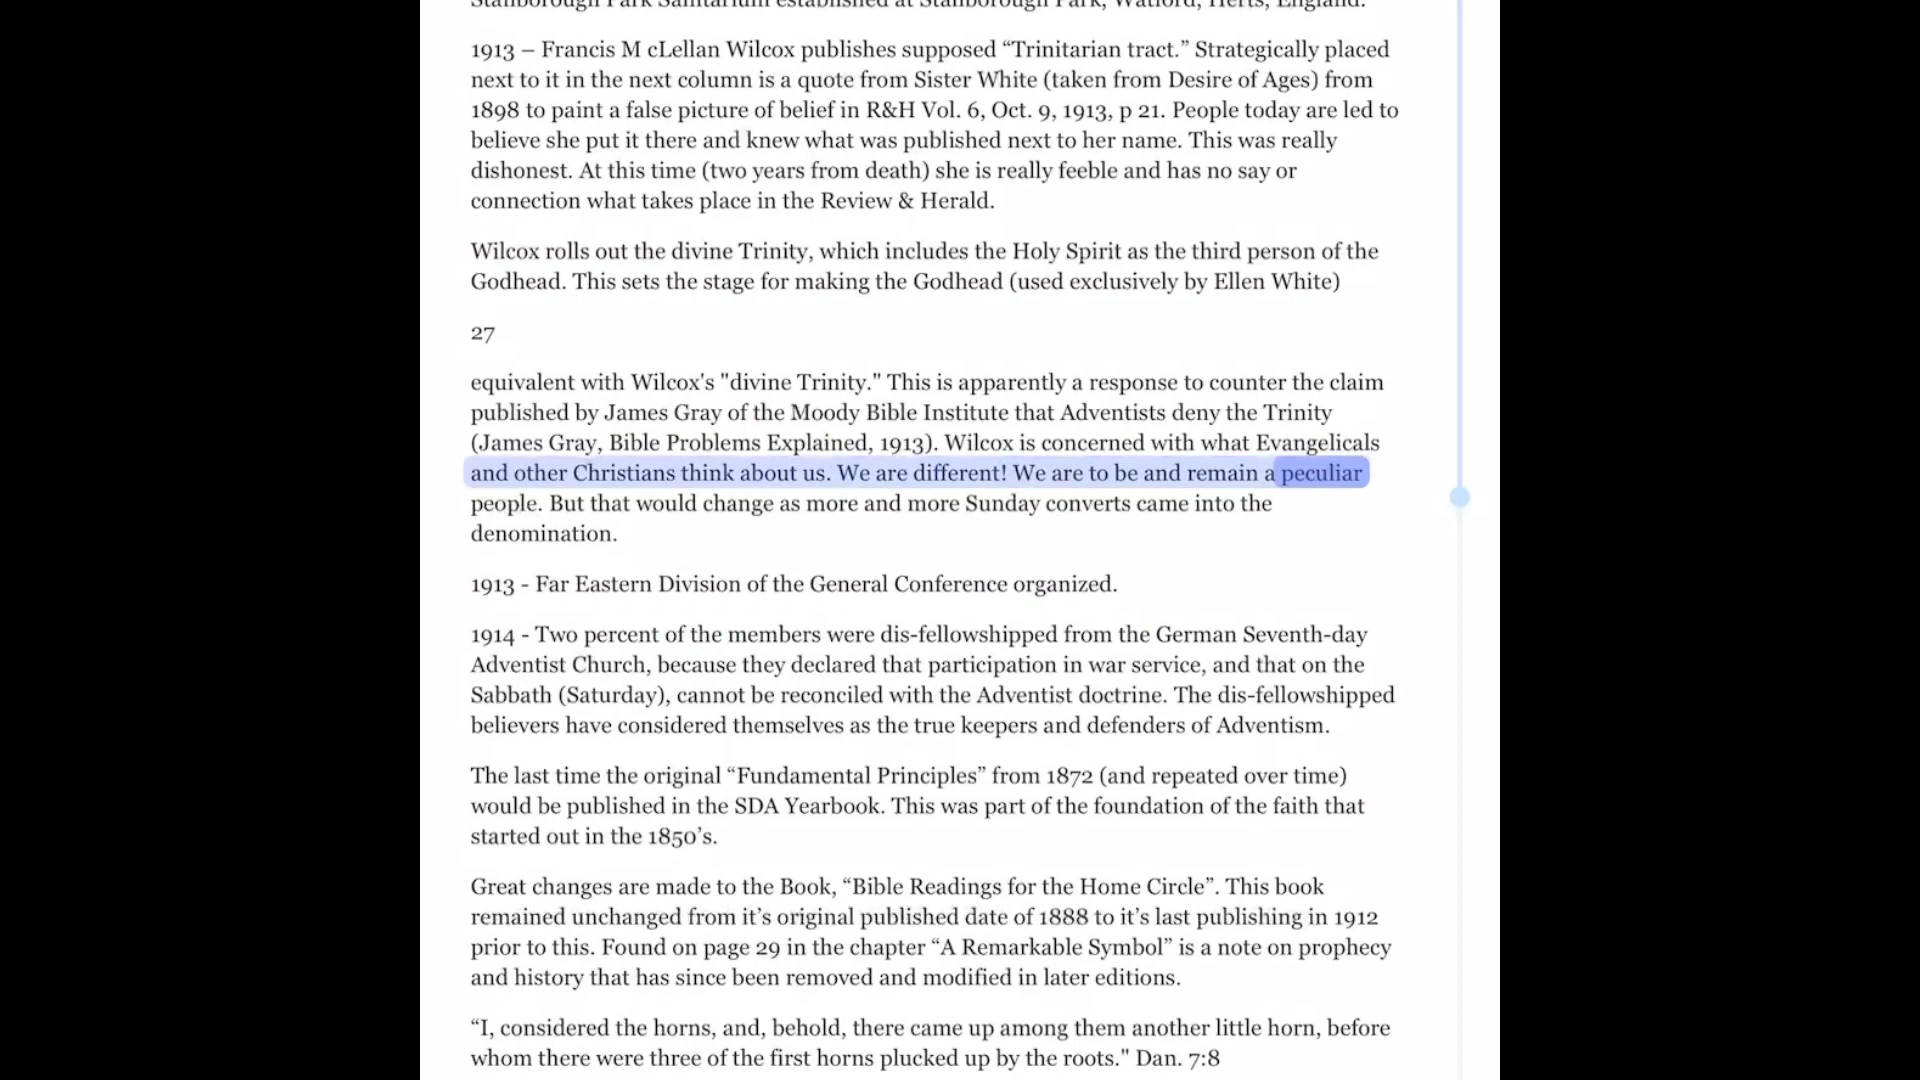 Stanborough Park Sanitarium established at Stanborough Park, Watford, Herts, England.
1913 – Francis M cLellan Wilcox publishes supposed “Trinitarian tract.” Strategically placed
next to it in the next column is a quote from Sister White (taken from Desire of Ages) from
1898 to paint a false picture of belief in R&H Vol. 6, Oct. 9, 1913, p 21. People today are led to
believe she put it there and knew what was published next to her name. This was really
dishonest. At this time (two years from death) she is really feeble and has no say or
connection what takes place in the Review & Herald.
Wilcox rolls out the divine Trinity, which includes the Holy Spirit as the third person of the
Godhead. This sets the stage for making the Godhead (used exclusively by Ellen White)
27
equivalent with Wilcox's "divine Trinity." This is apparently a response to counter the claim
published by James Gray of the Moody Bible Institute that Adventists deny the Trinity
(James Gray, Bible Problems Explained, 1913). Wilcox is concerned with what Evangelicals
and other Christians think about us. We are different! We are to be and remain a peculiar
people. But that would change as more and more Sunday converts came into the
denomination.
1913 - Far Eastern Division of the General Conference organized.
1914 - Two percent of the members were dis-fellowshipped from the German Seventh-day
Adventist Church, because they declared that participation in war service, and that on the
Sabbath (Saturday), cannot be reconciled with the Adventist doctrine. The dis-fellowshipped
believers have considered themselves as the true keepers and defenders of Adventism.
The last time the original “Fundamental Principles” from 1872 (and repeated over time)
would be published in the SDA Yearbook. This was part of the foundation of the faith that
started out in the 1850’s.
Great changes are made to the Book, “Bible Readings for the Home Circle”. This book
remained unchanged from it’s original published date of 1888 to it’s last publishing in 1912
prior to this. Found on page 29 in the chapter “A Remarkable Symbol” is a note on prophecy
and history that has since been removed and modified in later editions.
“I, considered the horns, and, behold, there came up among them another little horn, before
whom there were three of the first horns plucked up by the roots." Dan. 7:8